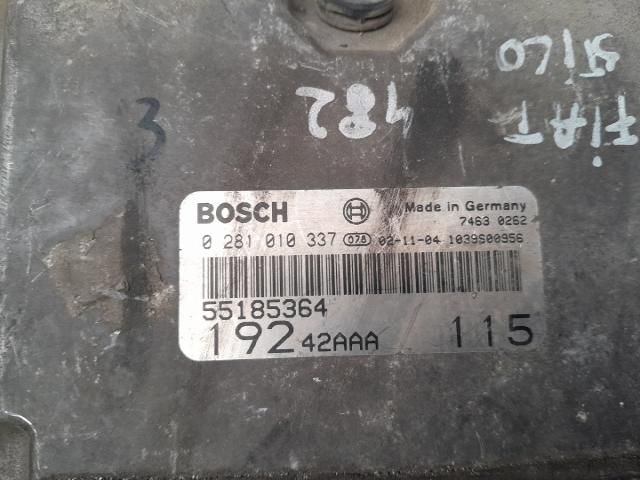 FIAT
STILO
482
3
BOSCH
Made in Germany
7463 0262
0 281 010 337 078 02-11-04 1039S00956
55185364
192 42AAA 115